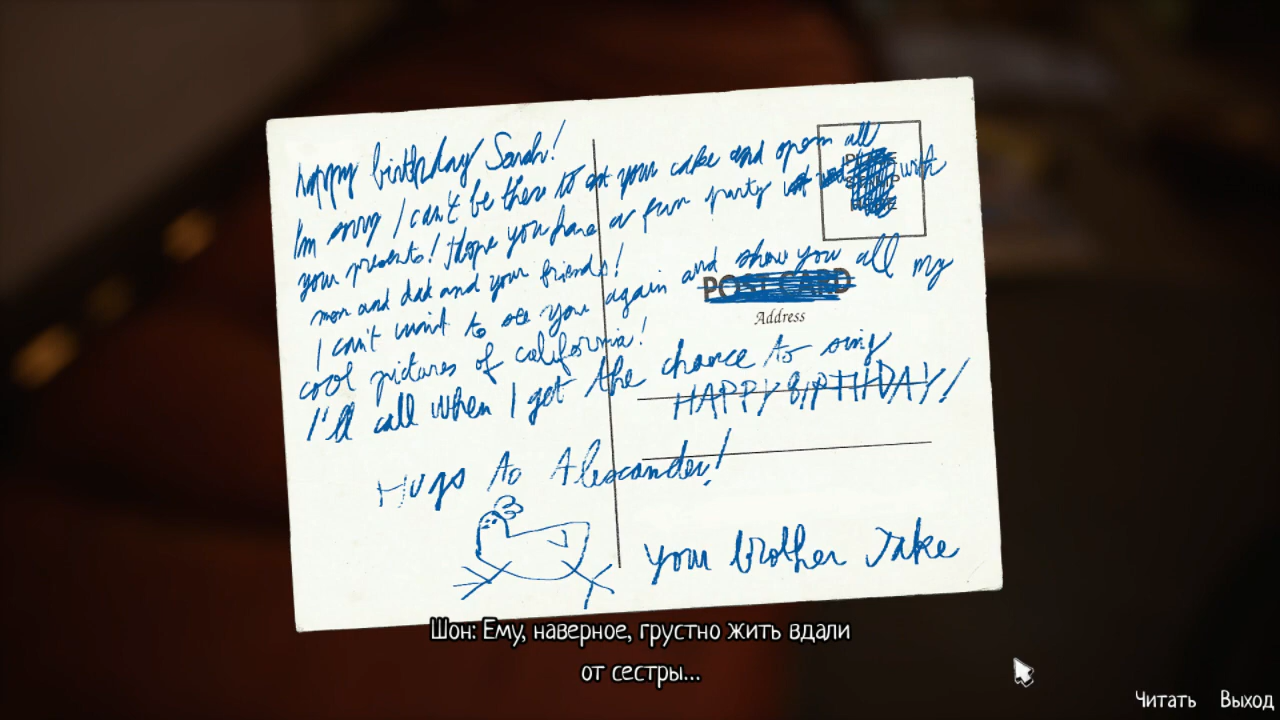 happy birthday Sarah!
I'm sorry I can't be there to eat your cake and open all
your presents! I hope you have a fun party with
mom and dad and your friends!
I can't wait to see you again and show you all my
cool pictures of california!
I'll call when I get the chance to sing
HAPPY BIRTHDAY!
Hugs to Alexander!
your brother Jake
POST CARD
Address
Шон: Ему, наверное, грустно жить вдали
от сестры...
Читать Выход